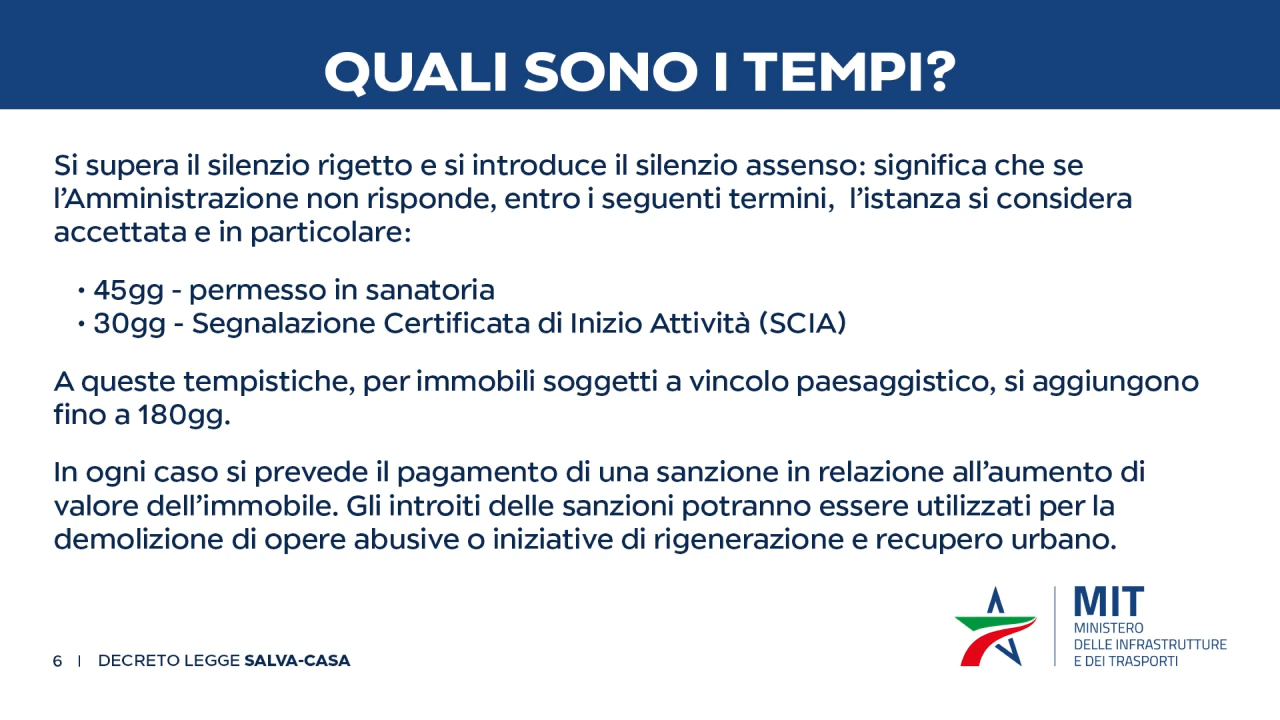 QUALI SONO I TEMPI?
Si supera il silenzio rigetto e si introduce il silenzio assenso: significa che se
l’Amministrazione non risponde, entro i seguenti termini,  l’istanza si considera
accettata e in particolare:
• 45gg - permesso in sanatoria
• 30gg - Segnalazione Certificata di Inizio Attività (SCIA)
A queste tempistiche, per immobili soggetti a vincolo paesaggistico, si aggiungono
fino a 180gg.
In ogni caso si prevede il pagamento di una sanzione in relazione all’aumento di
valore dell’immobile. Gli introiti delle sanzioni potranno essere utilizzati per la
demolizione di opere abusive o iniziative di rigenerazione e recupero urbano.
MIT
MINISTERO
DELLE INFRASTRUTTURE
E DEI TRASPORTI
6 | DECRETO LEGGE SALVA-CASA